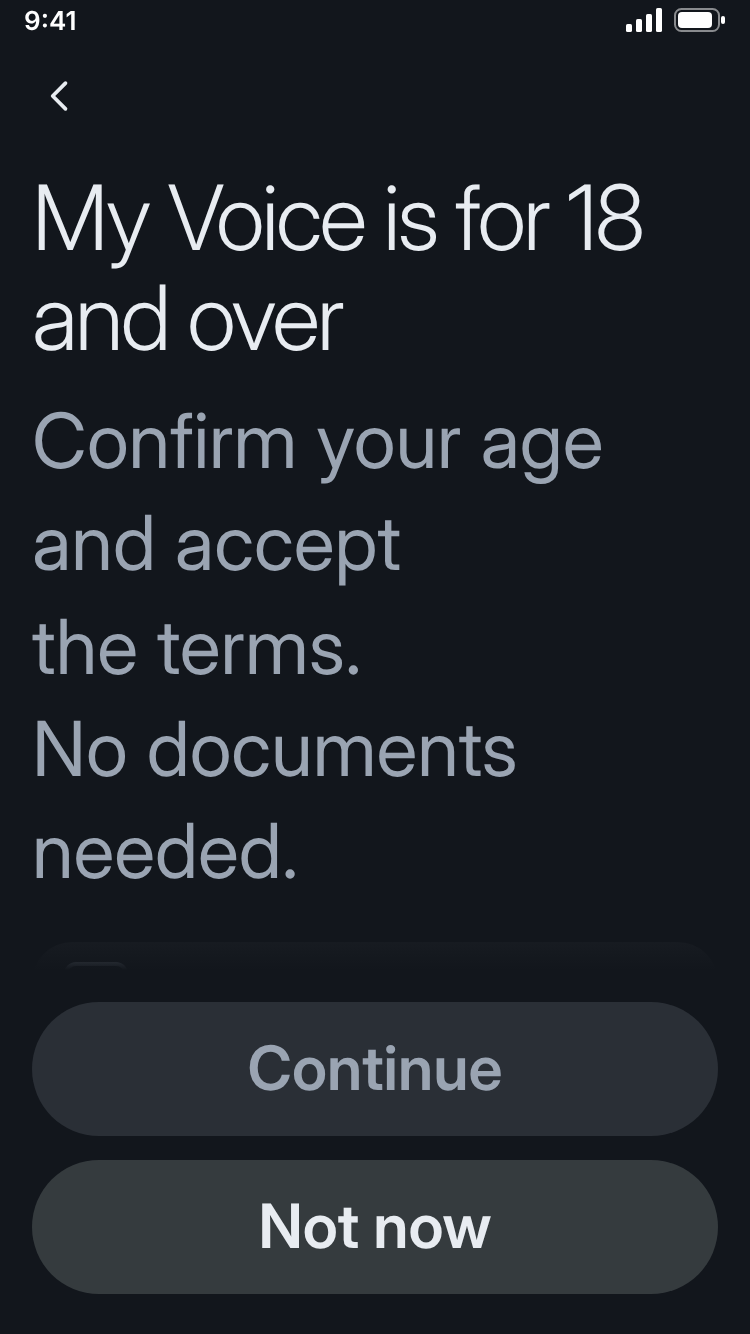 9:41
My Voice is for 18
and over
Confirm your age
and accept
the terms.
No documents
needed.
Continue
Not now